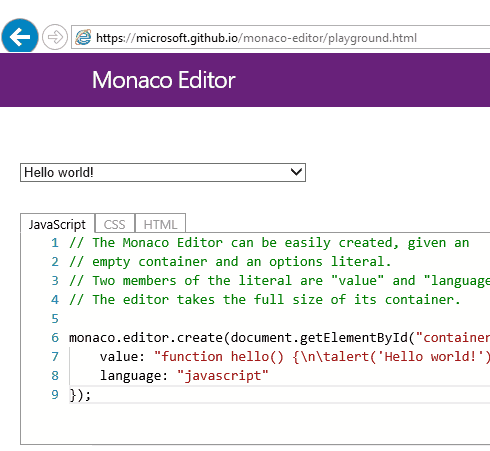 https://microsoft.github.io/monaco-editor/playground.html
Monaco Editor
Hello world!
JavaScript CSS HTML
1 // The Monaco Editor can be easily created, given an
2 // empty container and an options literal.
3 // Two members of the literal are "value" and "language
4 // The editor takes the full size of its container.
5
6 monaco.editor.create(document.getElementById("container
7     value: "function hello() {\n\talert('Hello world!')
8     language: "javascript"
9 });